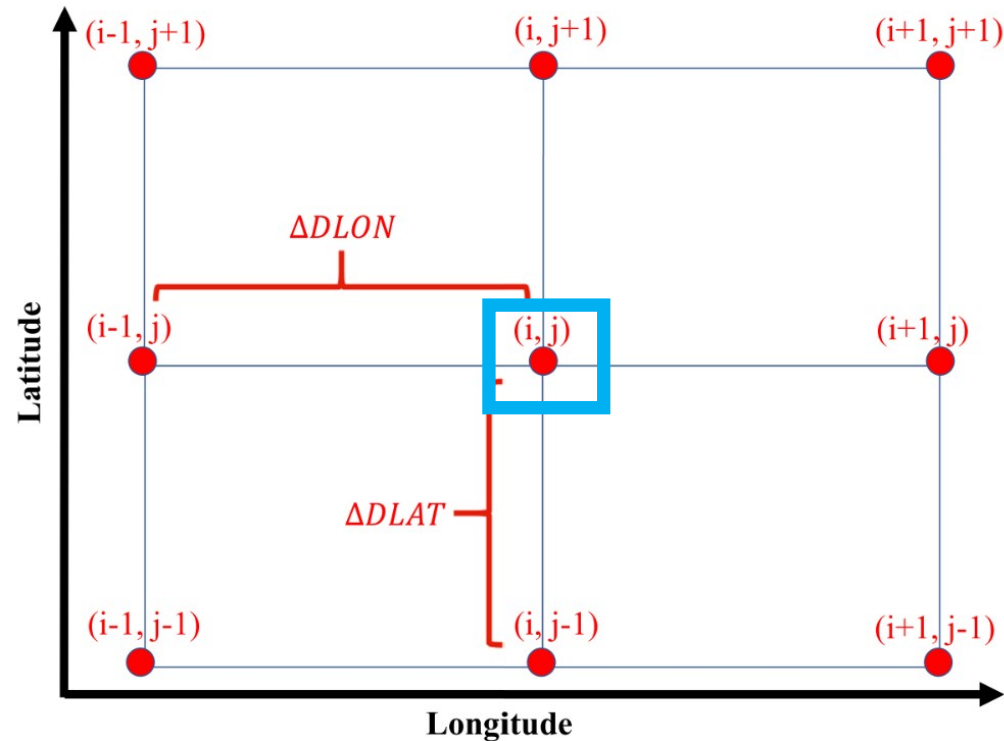 (i-1, j+1)
(i, j+1)
(i+1, j+1)
ΔDLON
(i-1, j)
(i, j)
(i+1, j)
Latitude
ΔDLAT
(i-1, j-1)
(i, j-1)
(i+1, j-1)
Longitude